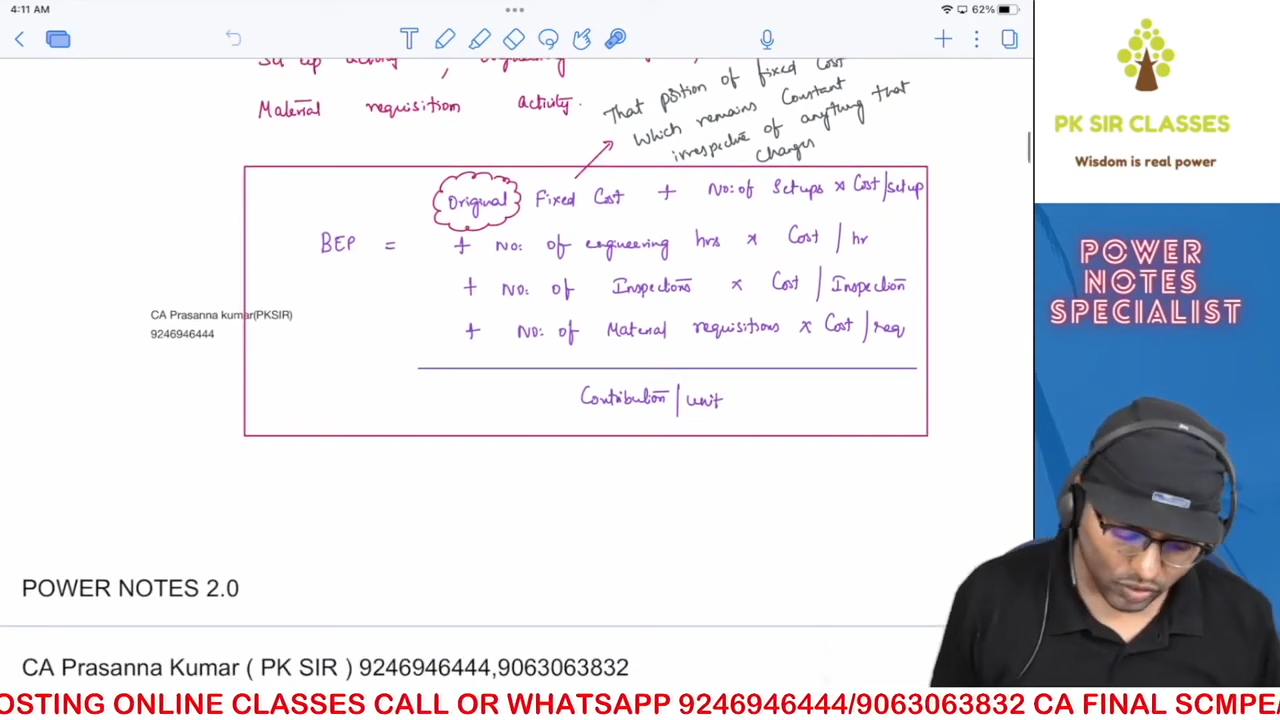 4:11 AM
62%
Set up activity, engineering
Material requisition activity.
That portion of fixed cost
which remains Constant
irrespective of anything that
changes
Original Fixed Cost + No: of Setups x Cost/setup
BEP = + No: of engineering hrs x Cost / hr
+ No: of Inspections x Cost / Inspection
+ No: of Material requisitions x Cost / req
Contribution / unit
CA Prasanna kumar(PKSIR)
9246946444
POWER NOTES 2.0
CA Prasanna Kumar ( PK SIR ) 9246946444,9063063832
PK SIR CLASSES
Wisdom is real power
POWER
NOTES
SPECIALIST
OSTING ONLINE CLASSES CALL OR WHATSAPP 9246946444/9063063832 CA FINAL SCMPE